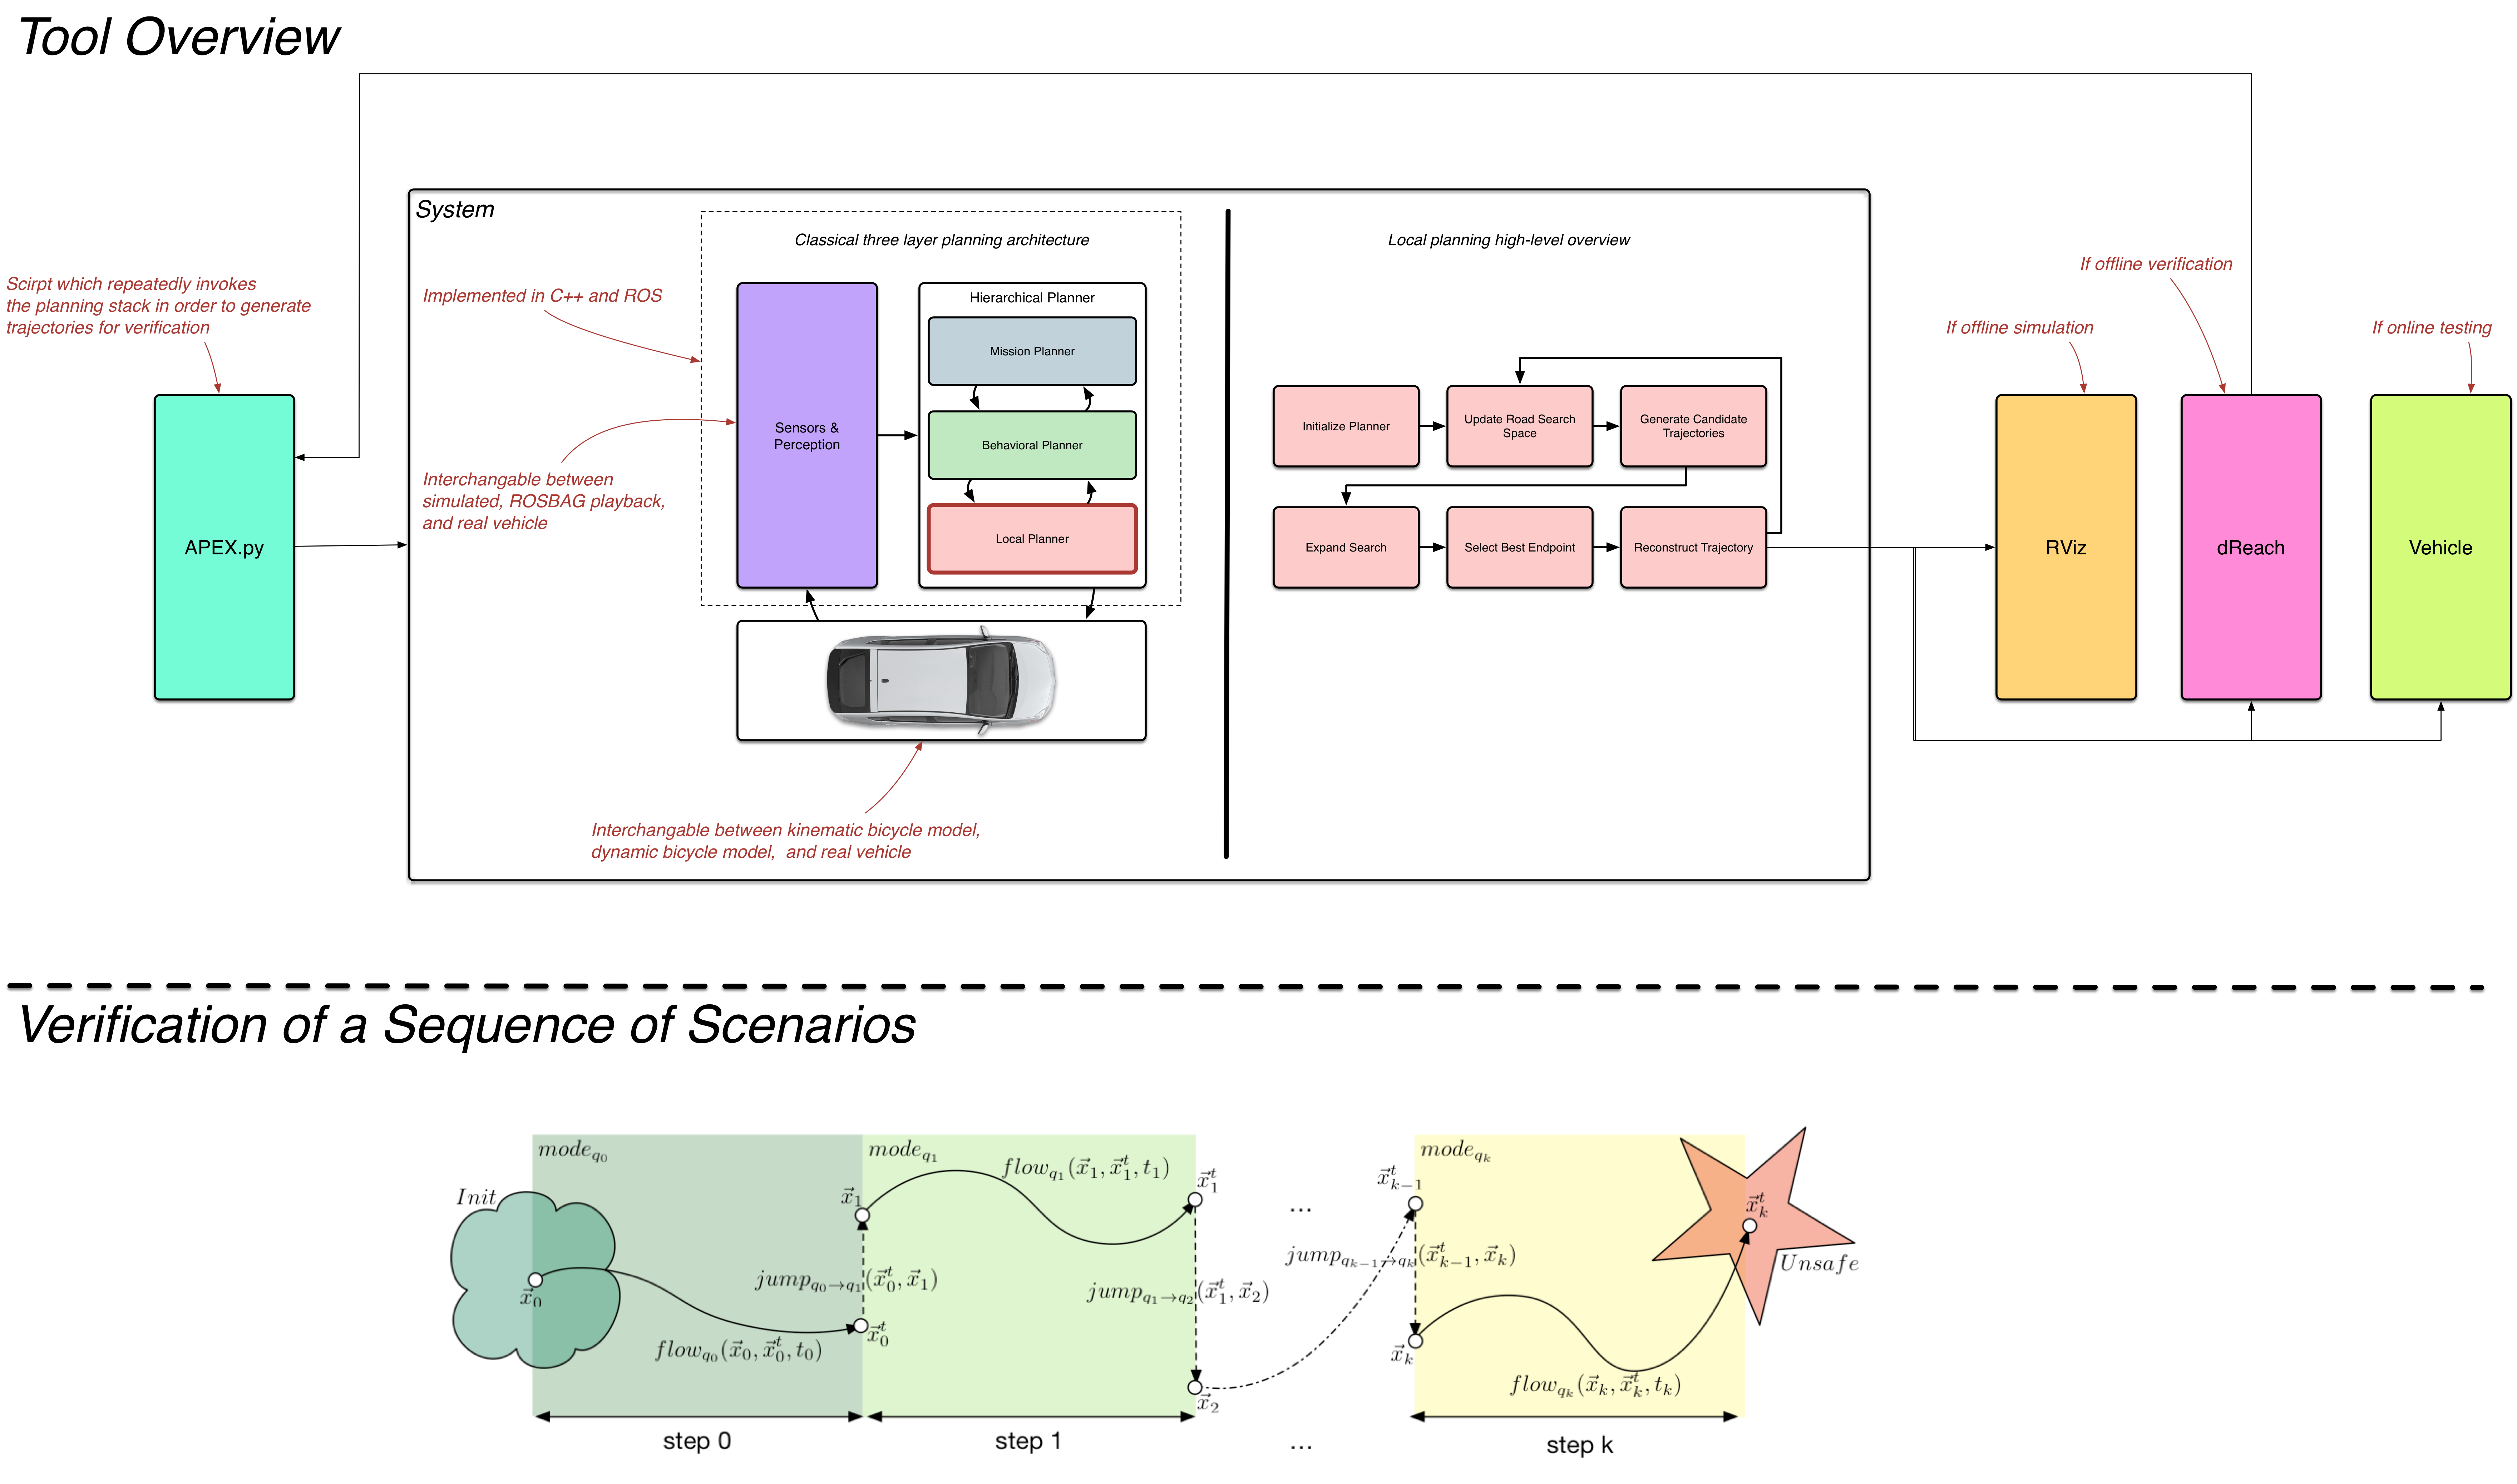 Tool Overview
System
Classical three layer planning architecture
Local planning high-level overview
If offline verification
Scirpt which repeatedly invokes
the planning stack in order to generate
trajectories for verification
Implemented in C++ and ROS
Hierarchical Planner
If offline simulation
If online testing
Mission Planner
Sensors &
Perception
Behavioral Planner
Initialize Planner
Update Road Search
Space
Generate Candidate
Trajectories
Interchangable between
simulated, ROSBAG playback,
and real vehicle
Local Planner
Expand Search
Select Best Endpoint
Reconstruct Trajectory
APEX.py
RViz
dReach
Vehicle
Interchangable between kinematic bicycle model,
dynamic bicycle model,  and real vehicle
Verification of a Sequence of Scenarios
mode_{q_0}
mode_{q_1}
mode_{q_k}
Init
\vec{x}_0
flow_{q_0}(\vec{x}_0, \vec{x}_0^t, t_0)
\vec{x}_0^t
jump_{q_0→q_1}(\vec{x}_0^t, \vec{x}_1)
\vec{x}_1
flow_{q_1}(\vec{x}_1, \vec{x}_1^t, t_1)
\vec{x}_1^t
jump_{q_1→q_2}(\vec{x}_1^t, \vec{x}_2)
\vec{x}_2
...
\vec{x}_{k-1}^t
jump_{q_{k-1}→q_k}(\vec{x}_{k-1}^t, \vec{x}_k)
\vec{x}_k
flow_{q_k}(\vec{x}_k, \vec{x}_k^t, t_k)
\vec{x}_k^t
Unsafe
step 0
step 1
...
step k